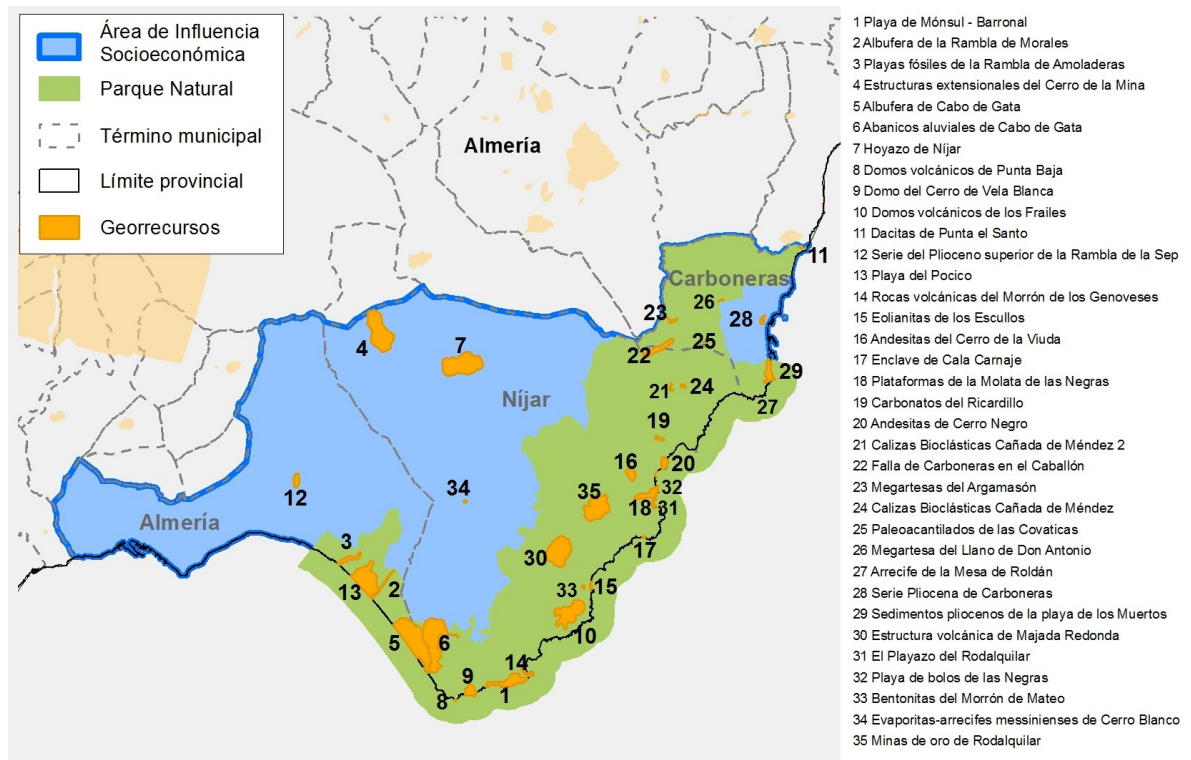 Área de Influencia
Socioeconómica
Parque Natural
Término municipal
Límite provincial
Georrecursos
Almería
Carboneras
Níjar
Almería
11
26
23
28
25
22
4
7
29
21
24
27
19
16
20
12
34
35
32
18
31
3
17
30
13
2
33
15
5
6
10
14
9
1
8
1 Playa de Mónsul - Barronal
2 Albufera de la Rambla de Morales
3 Playas fósiles de la Rambla de Amoladeras
4 Estructuras extensionales del Cerro de la Mina
5 Albufera de Cabo de Gata
6 Abanicos aluviales de Cabo de Gata
7 Hoyazo de Níjar
8 Domos volcánicos de Punta Baja
9 Domo del Cerro de Vela Blanca
10 Domos volcánicos de los Frailes
11 Dacitas de Punta el Santo
12 Serie del Plioceno superior de la Rambla de la Sep
13 Playa del Pocico
14 Rocas volcánicas del Morrón de los Genoveses
15 Eolianitas de los Escullos
16 Andesitas del Cerro de la Viuda
17 Enclave de Cala Carnaje
18 Plataformas de la Molata de las Negras
19 Carbonatos del Ricardillo
20 Andesitas de Cerro Negro
21 Calizas Bioclásticas Cañada de Méndez 2
22 Falla de Carboneras en el Caballón
23 Megartesas del Argamasón
24 Calizas Bioclásticas Cañada de Méndez
25 Paleoacantilados de las Covaticas
26 Megartesa del Llano de Don Antonio
27 Arrecife de la Mesa de Roldán
28 Serie Pliocena de Carboneras
29 Sedimentos pliocenos de la playa de los Muertos
30 Estructura volcánica de Majada Redonda
31 El Playazo del Rodalquilar
32 Playa de bolos de las Negras
33 Bentonitas del Morrón de Mateo
34 Evaporitas-arrecifes messinienses de Cerro Blanco
35 Minas de oro de Rodalquilar